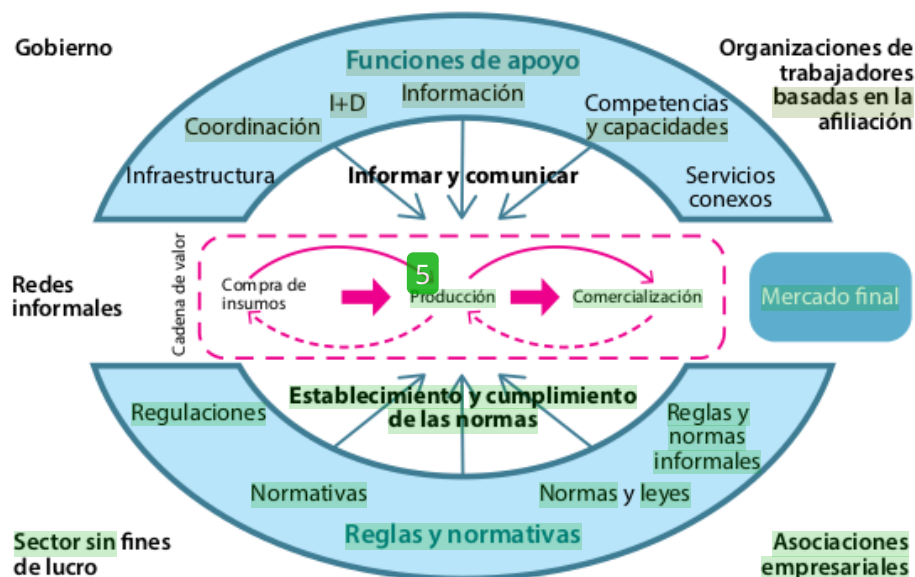 Gobierno
Funciones de apoyo
Organizaciones de
trabajadores
basadas en la
afiliación
I+D
Información
Coordinación
Competencias
y capacidades
Infraestructura
Informar y comunicar
Servicios
conexos
Redes
informales
Cadena de valor
Compra de
insumos
5
Producción
Comercialización
Mercado final
Establecimiento y cumplimiento
de las normas
Regulaciones
Reglas y
normas
informales
Normativas
Normas y leyes
Reglas y normativas
Sector sin fines
de lucro
Asociaciones
empresariales